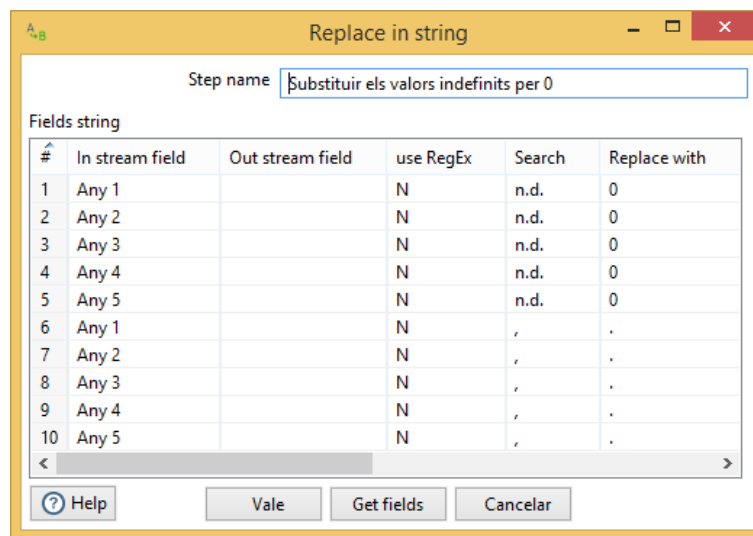 A
B
Replace in string
Step name Substituir els valors indefinits per 0
Fields string
# In stream field Out stream field use RegEx Search Replace with
1 Any 1 N n.d. 0
2 Any 2 N n.d. 0
3 Any 3 N n.d. 0
4 Any 4 N n.d. 0
5 Any 5 N n.d. 0
6 Any 1 N , .
7 Any 2 N , .
8 Any 3 N , .
9 Any 4 N , .
10 Any 5 N , .
? Help Vale Get fields Cancelar